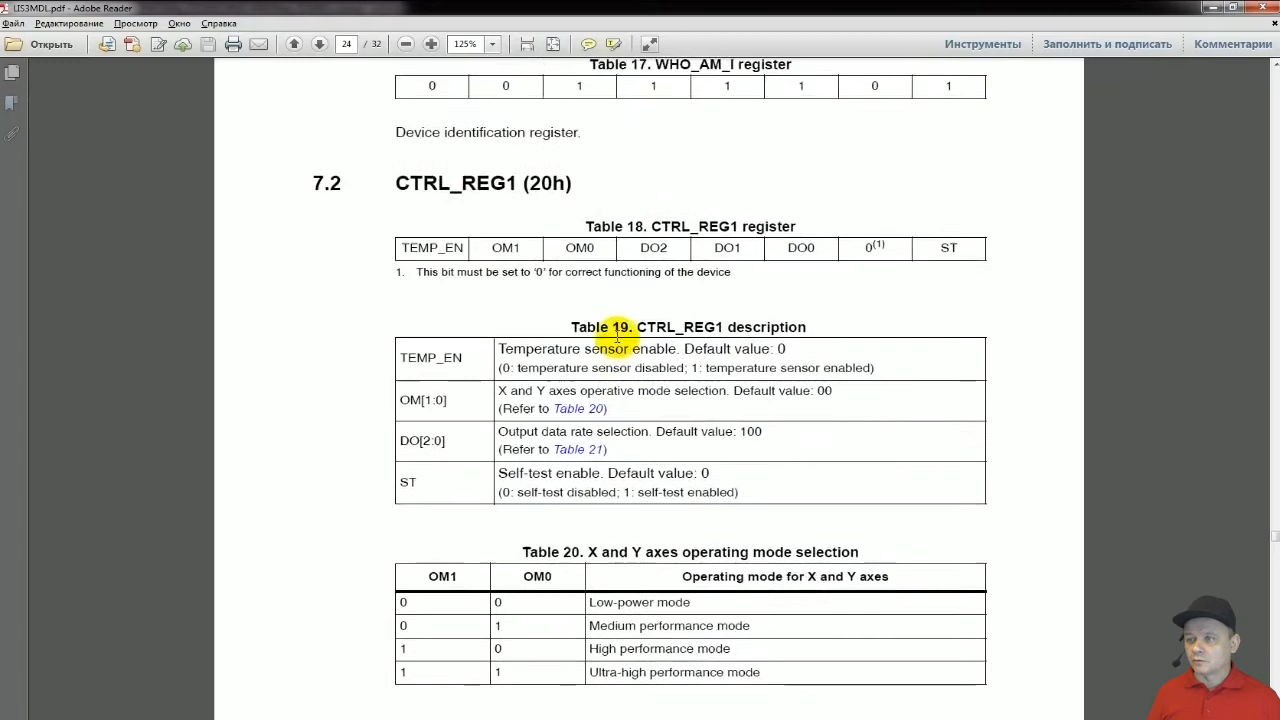 LIS3MDL.pdf - Adobe Reader
Файл Редактирование Просмотр Окно Справка
Открыть 24 / 32 125% Инструменты Заполнить и подписать Комментарии
Table 17. WHO_AM_I register
0 0 1 1 1 1 0 1
Device identification register.
7.2 CTRL_REG1 (20h)
Table 18. CTRL_REG1 register
TEMP_EN OM1 OM0 DO2 DO1 DO0 0(1) ST
1. This bit must be set to ‘0’ for correct functioning of the device
Table 19. CTRL_REG1 description
TEMP_EN Temperature sensor enable. Default value: 0
(0: temperature sensor disabled; 1: temperature sensor enabled)
OM[1:0] X and Y axes operative mode selection. Default value: 00
(Refer to Table 20)
DO[2:0] Output data rate selection. Default value: 100
(Refer to Table 21)
ST Self-test enable. Default value: 0
(0: self-test disabled; 1: self-test enabled)
Table 20. X and Y axes operating mode selection
OM1 OM0 Operating mode for X and Y axes
0 0 Low-power mode
0 1 Medium performance mode
1 0 High performance mode
1 1 Ultra-high performance mode